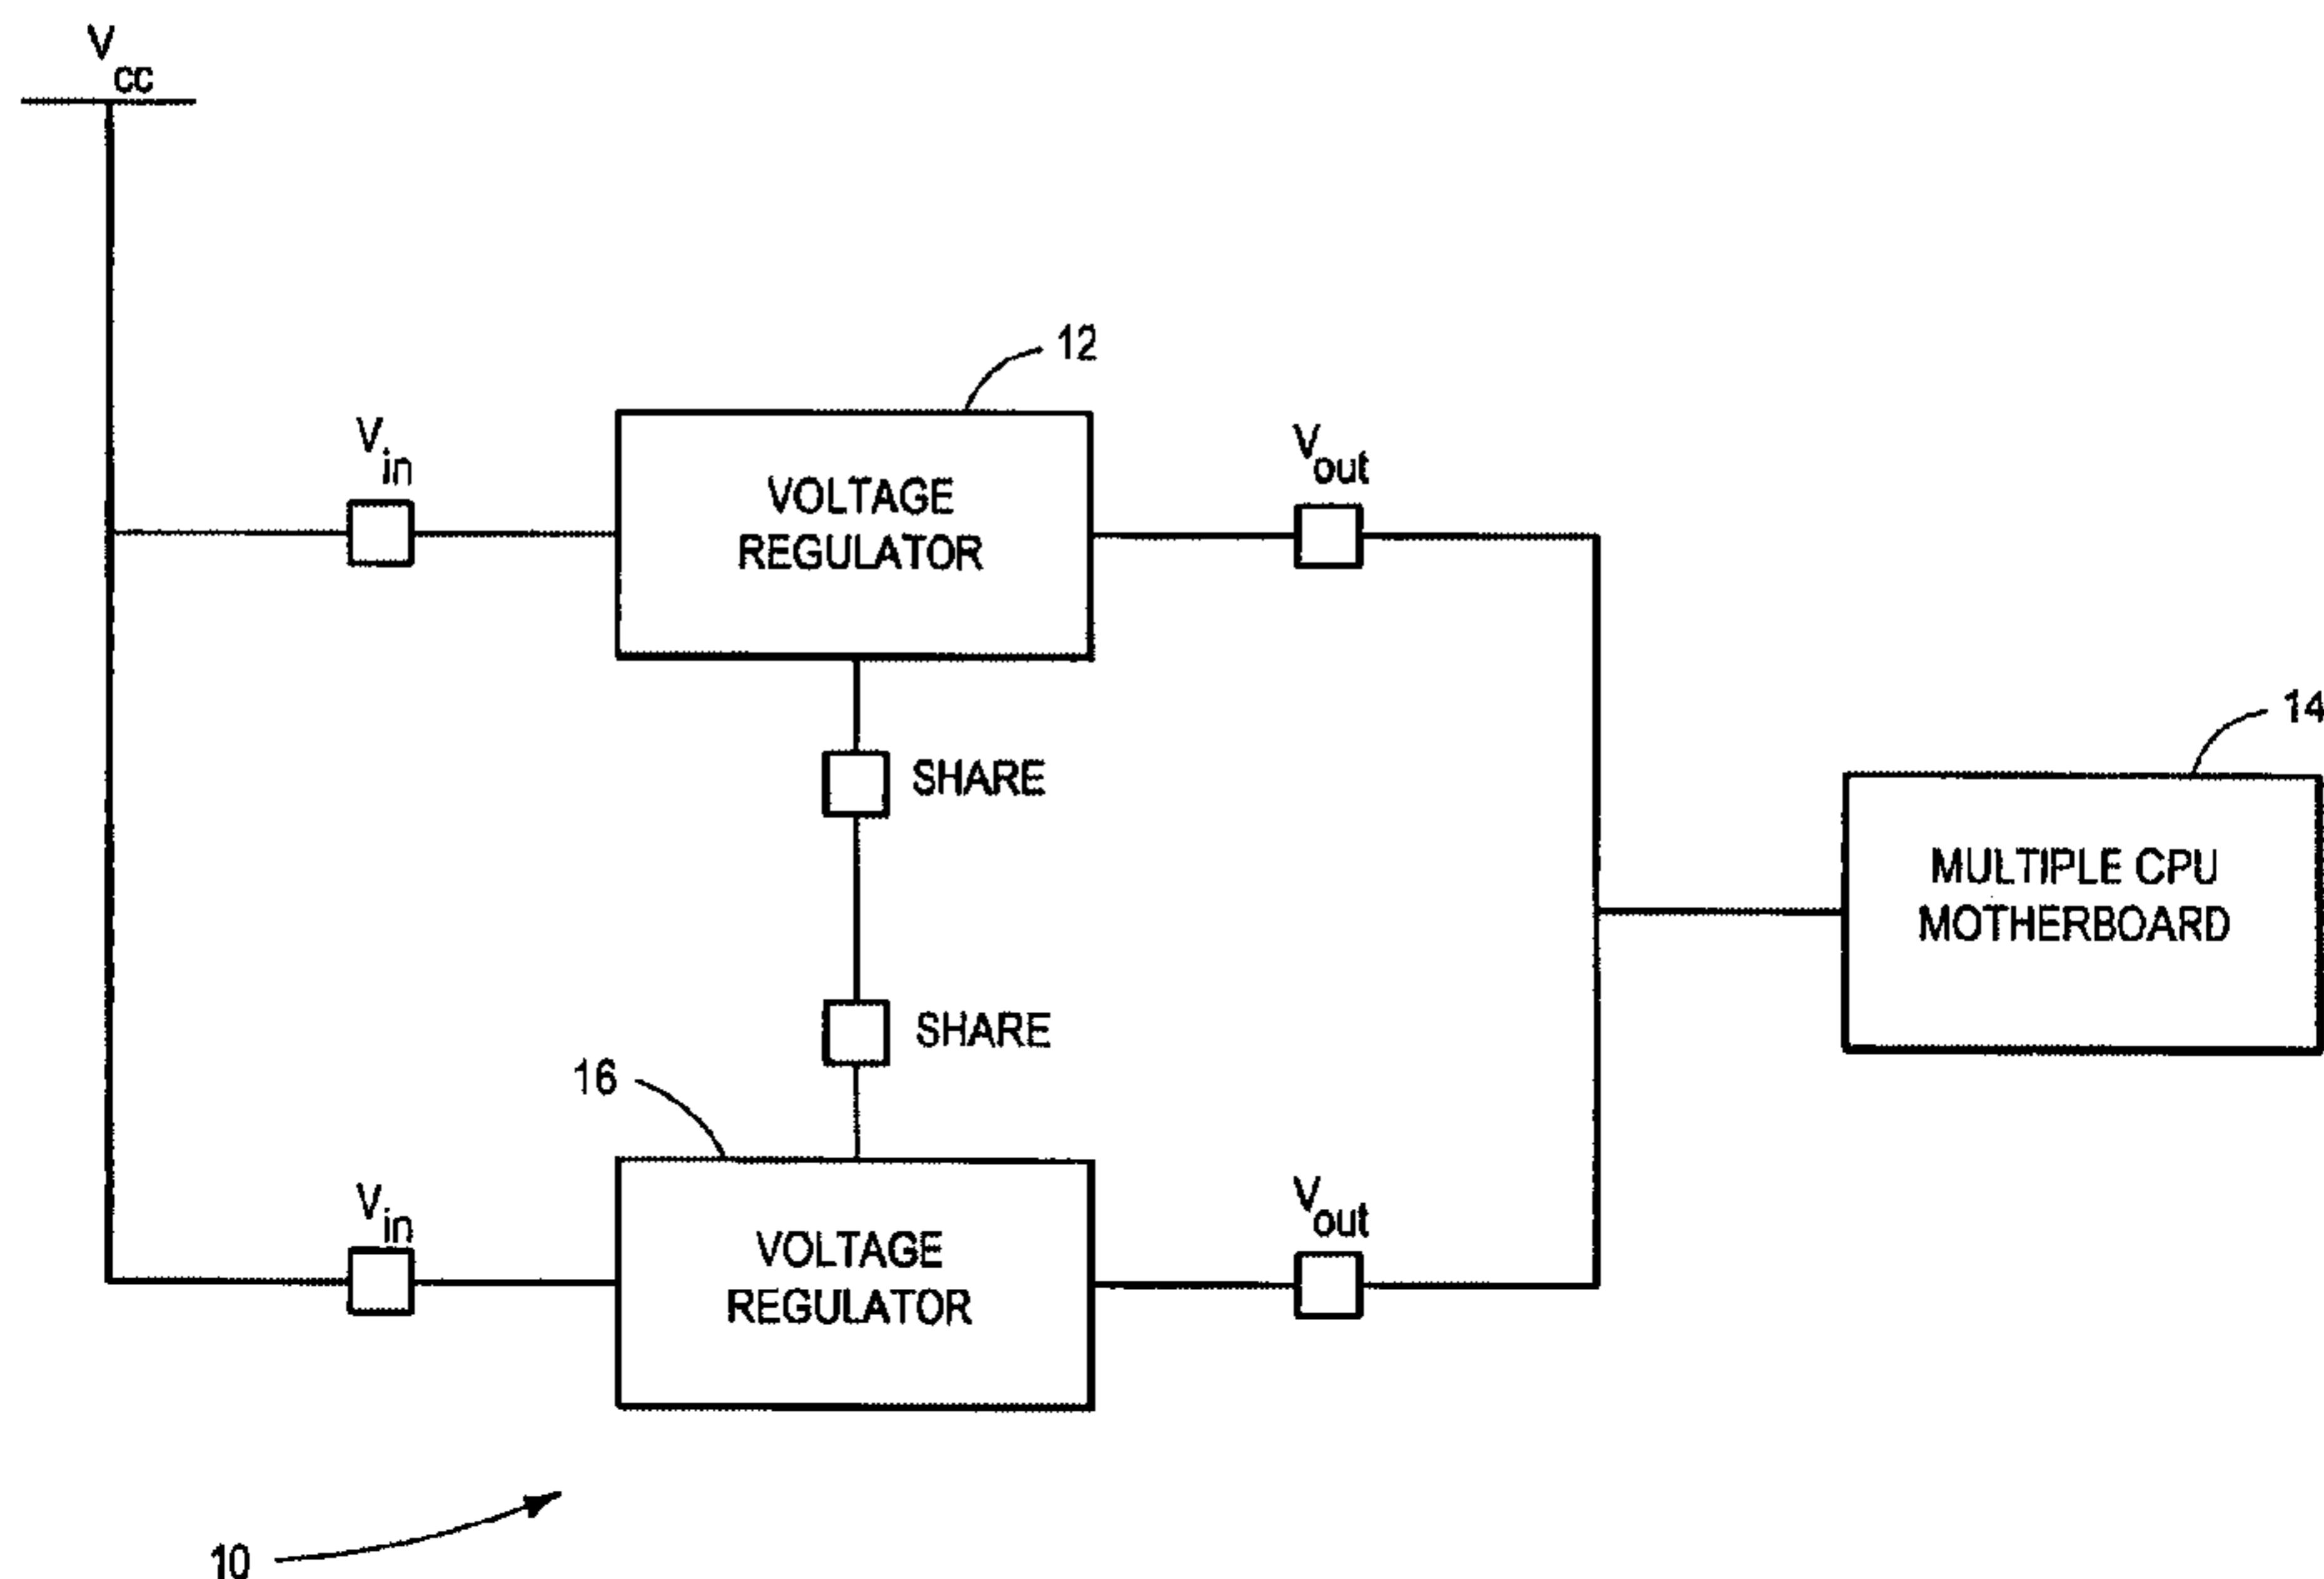 Vcc
12
Vin
VOLTAGE
REGULATOR
Vout
14
SHARE
MULTIPLE CPU
MOTHERBOARD
SHARE
16
Vin
VOLTAGE
REGULATOR
Vout
10